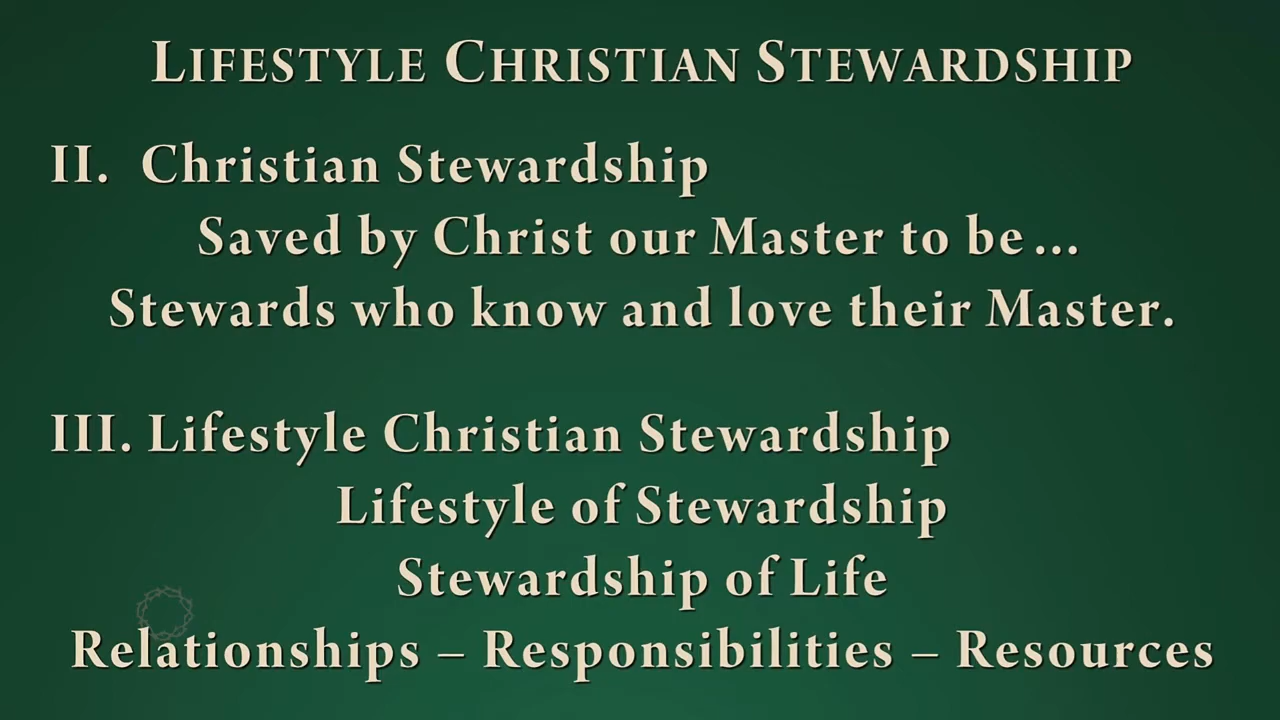 LIFESTYLE CHRISTIAN STEWARDSHIP
II. Christian Stewardship
Saved by Christ our Master to be...
Stewards who know and love their Master.
III. Lifestyle Christian Stewardship
Lifestyle of Stewardship
Stewardship of Life
Relationships – Responsibilities – Resources